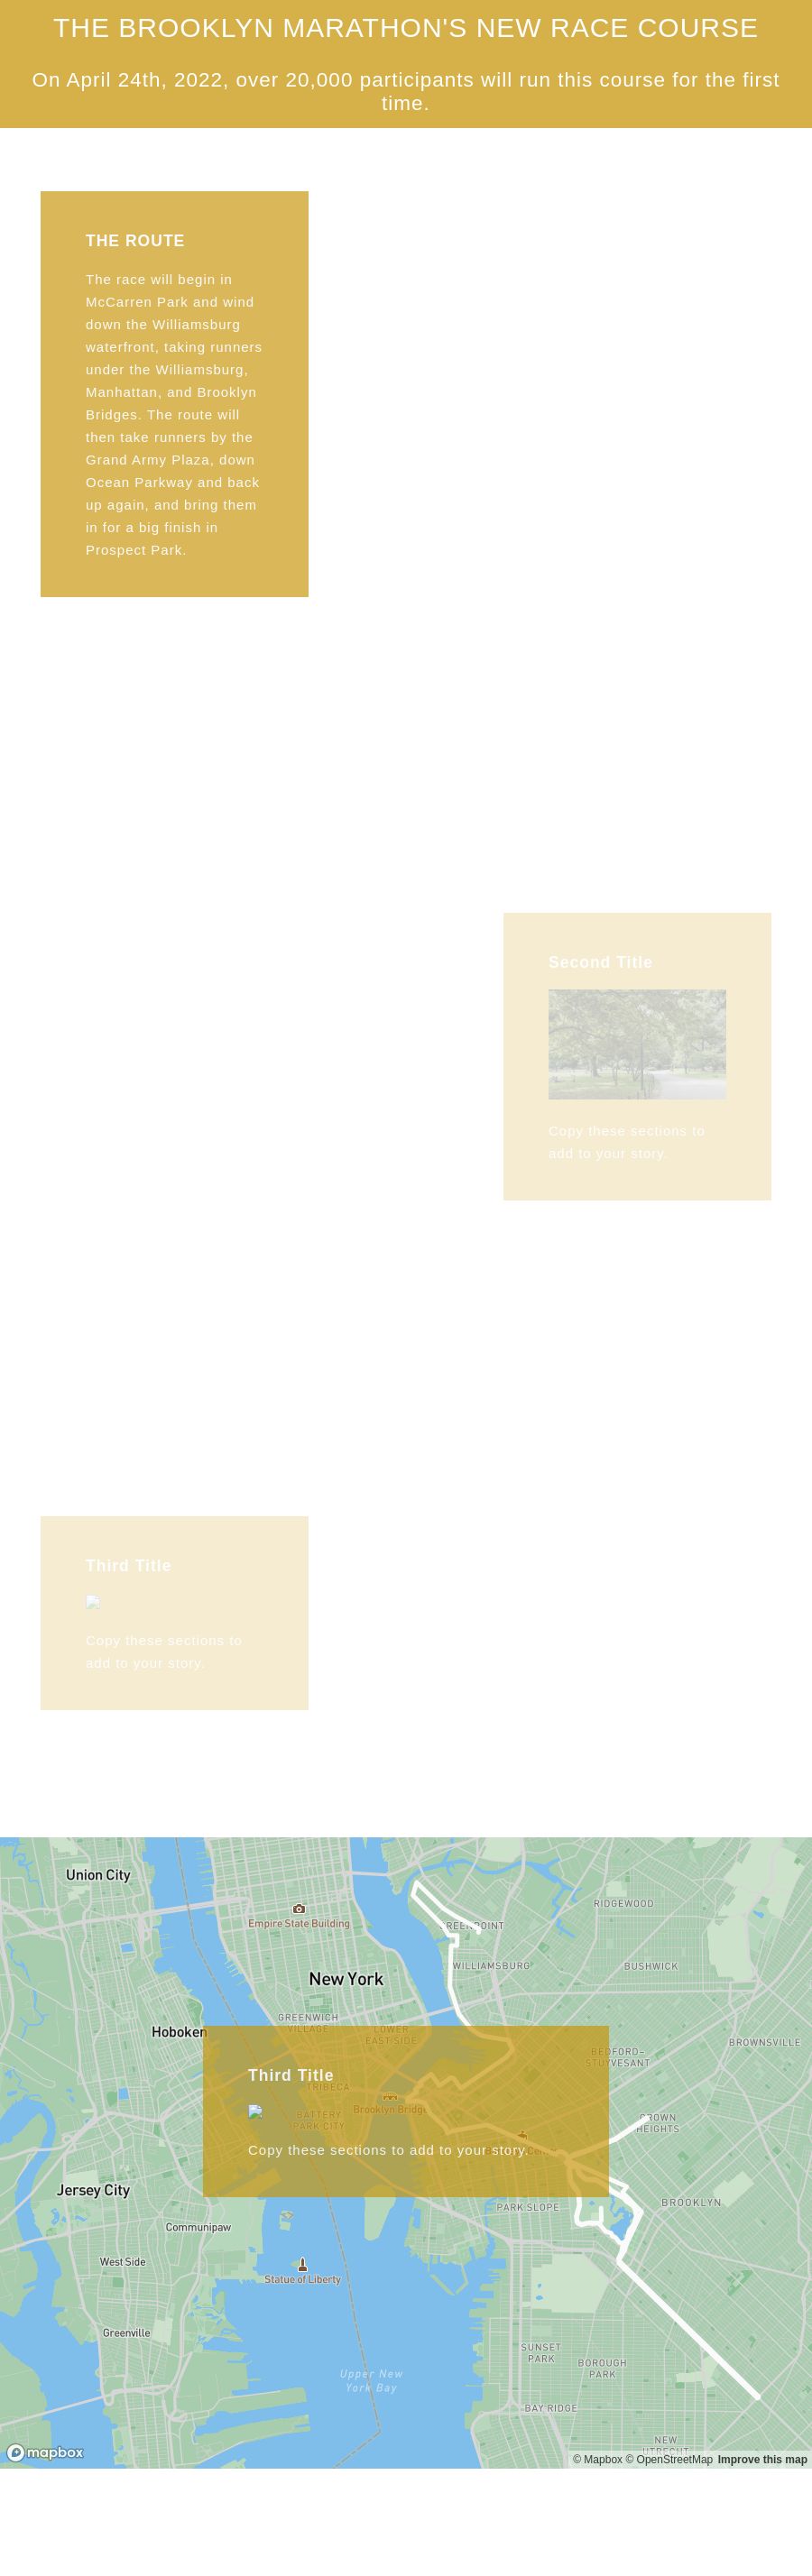 THE BROOKLYN MARATHON'S NEW RACE COURSE
On April 24th, 2022, over 20,000 participants will run this course for the first
time.
THE ROUTE
The race will begin in
McCarren Park and wind
down the Williamsburg
waterfront, taking runners
under the Williamsburg,
Manhattan, and Brooklyn
Bridges. The route will
then take runners by the
Grand Army Plaza, down
Ocean Parkway and back
up again, and bring them
in for a big finish in
Prospect Park.
Second Title
Copy these sections to
add to your story.
Third Title
Copy these sections to
add to your story.
Union City
RIDGEWOOD
Empire State Building
GREENPOINT
WILLIAMSBURG
BUSHWICK
New York
GREENWICH
VILLAGE
Hoboken
LOWER
EAST SIDE
BROWNSVILLE
BEDFORD–
STUYVESANT
Third Title
TRIBECA
Brooklyn Bridge
BATTERY
PARK CITY
CROWN
HEIGHTS
Copy these sections to add to your story.
Jersey City
PARK SLOPE
BROOKLYN
Communipaw
West Side
Statue of Liberty
Greenville
SUNSET
PARK
BOROUGH
PARK
Upper New
York Bay
BAY RIDGE
NEW
UTRECHT
mapbox
© Mapbox © OpenStreetMap Improve this map